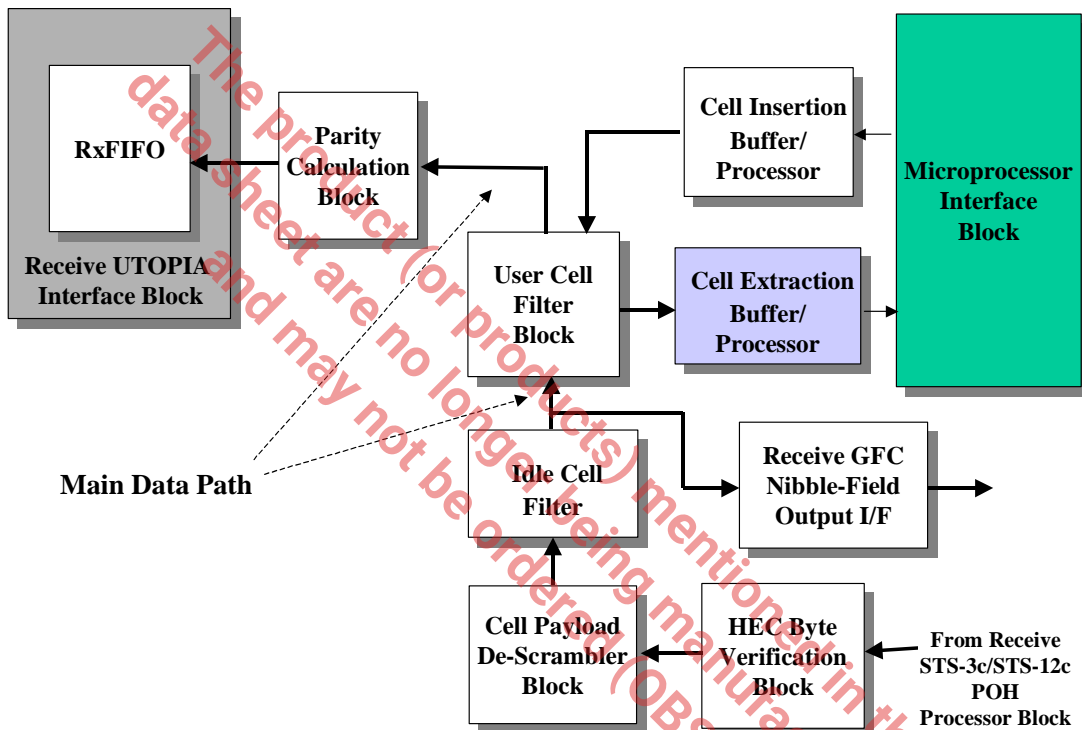 RxFIFO
Receive UTOPIA
Interface Block
Parity
Calculation
Block
Cell Insertion
Buffer/
Processor
Microprocessor
Interface
Block
User Cell
Filter
Block
Cell Extraction
Buffer/
Processor
Main Data Path
Idle Cell
Filter
Receive GFC
Nibble-Field
Output I/F
Cell Payload
De-Scrambler
Block
HEC Byte
Verification
Block
From Receive
STS-3c/STS-12c
POH
Processor Block
The product (or products) mentioned in th
data sheet are no longer being manufa
and may not be ordered (OBS